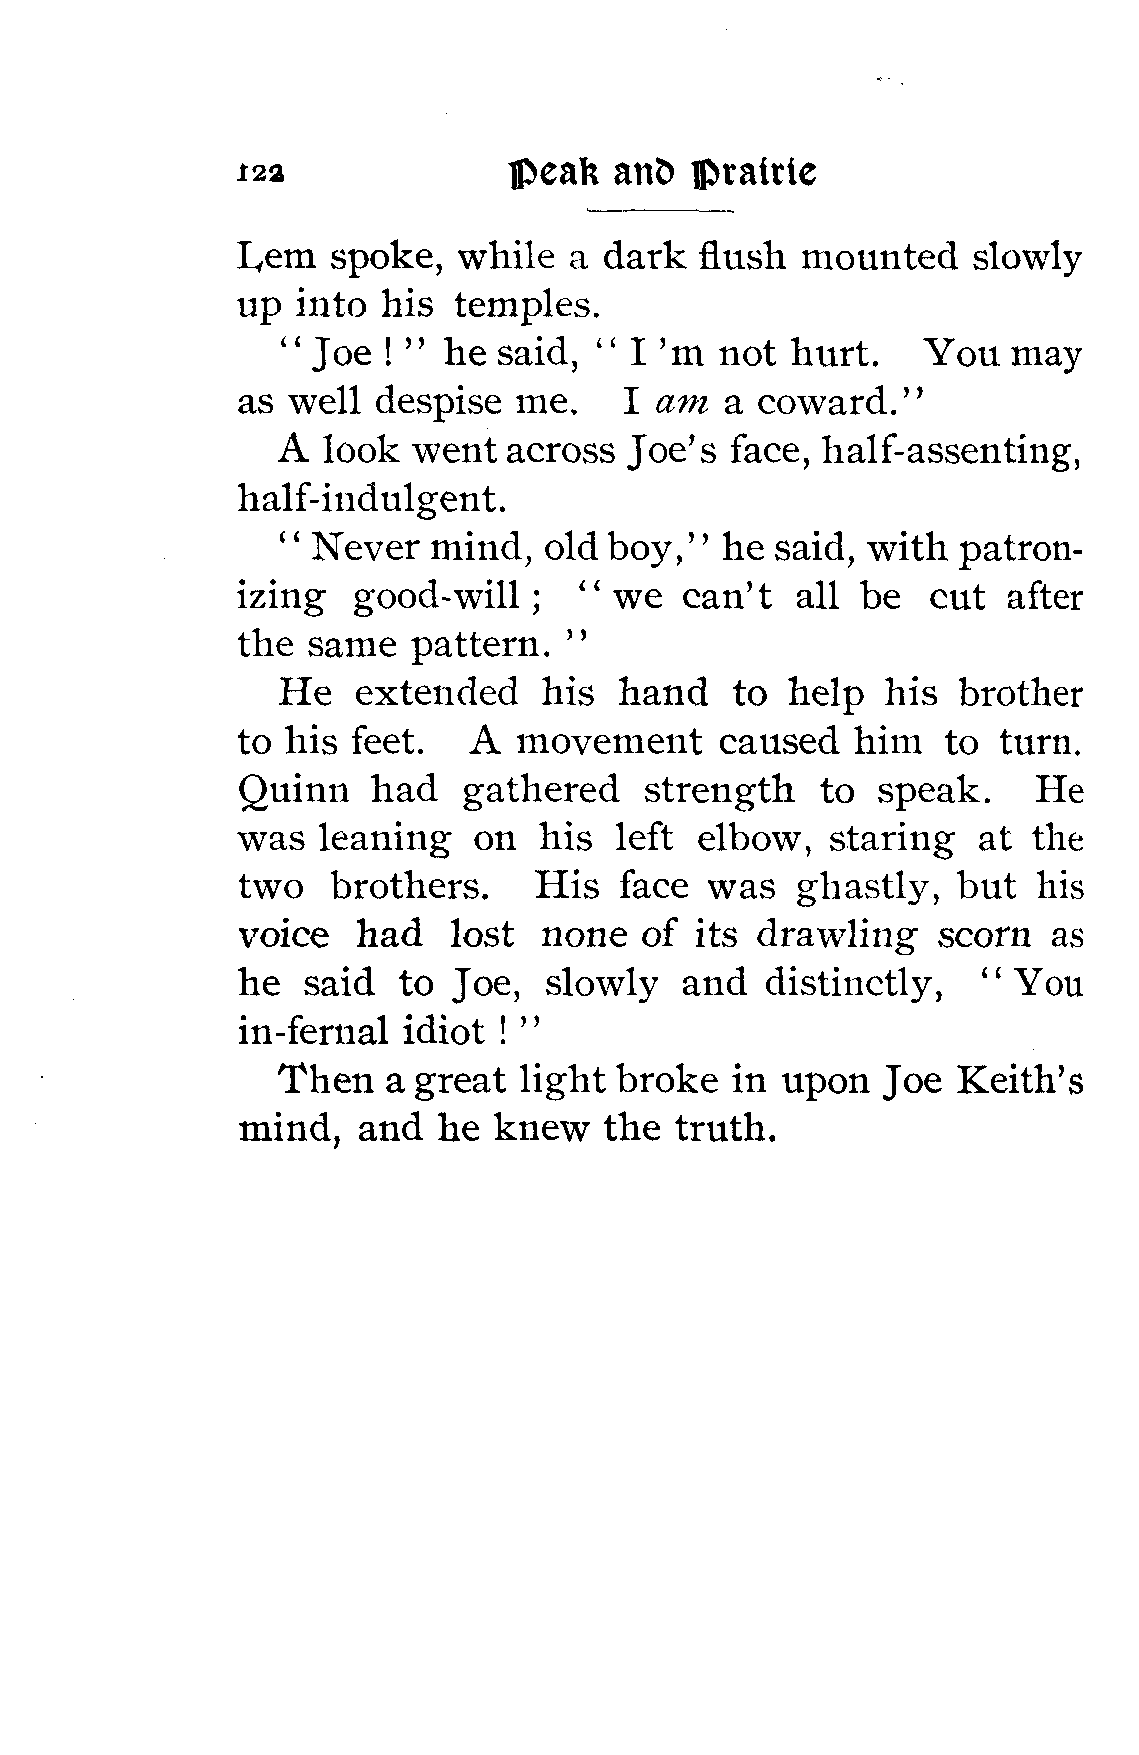 122 Peak and Prairie
Lem spoke, while a dark flush mounted slowly
up into his temples.
" Joe ! " he said, " I 'm not hurt. You may
as well despise me. I am a coward."
A look went across Joe's face, half-assenting,
half-indulgent.
" Never mind, old boy," he said, with patron-
izing good-will ; " we can't all be cut after
the same pattern. "
He extended his hand to help his brother
to his feet. A movement caused him to turn.
Quinn had gathered strength to speak. He
was leaning on his left elbow, staring at the
two brothers. His face was ghastly, but his
voice had lost none of its drawling scorn as
he said to Joe, slowly and distinctly, " You
in-fernal idiot ! "
Then a great light broke in upon Joe Keith's
mind, and he knew the truth.